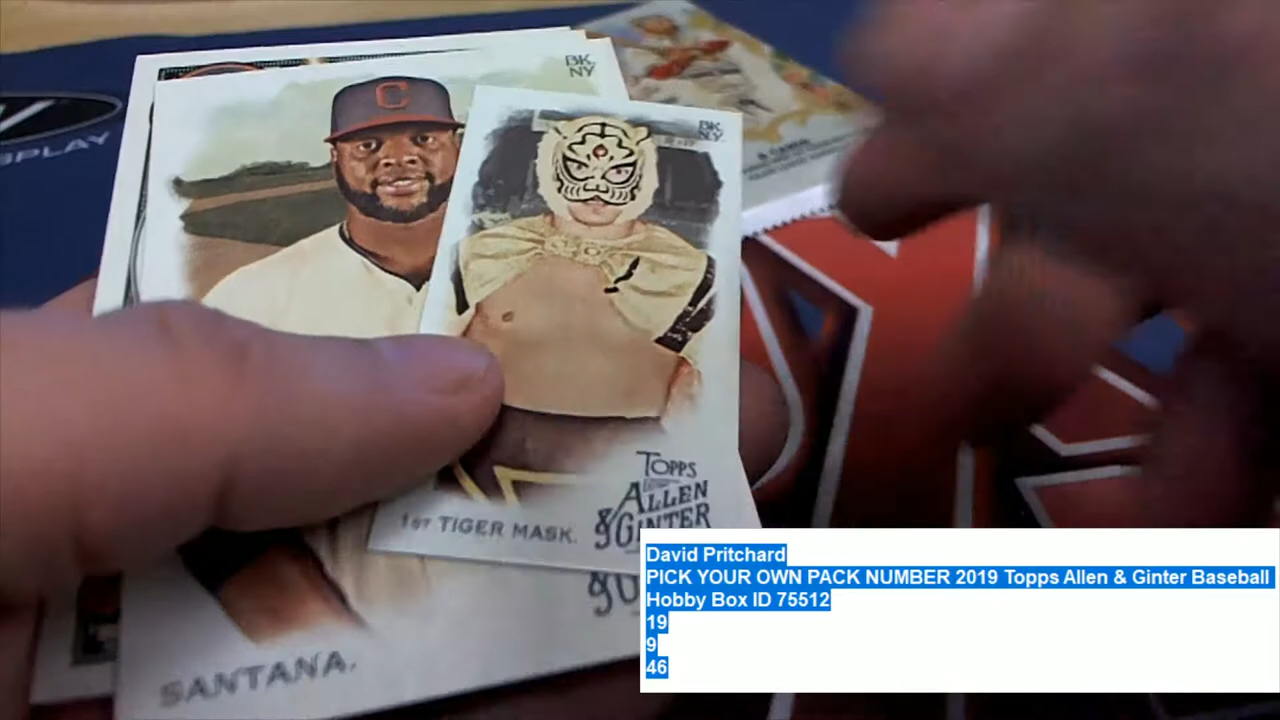 BK.
NY
C
BK
NY
SPLAY
TOPPS
ALLEN
& GINTER
1ST TIGER MASK.
SANTANA.
David Pritchard
PICK YOUR OWN PACK NUMBER 2019 Topps Allen & Ginter Baseball
Hobby Box ID 75512
19
9
46